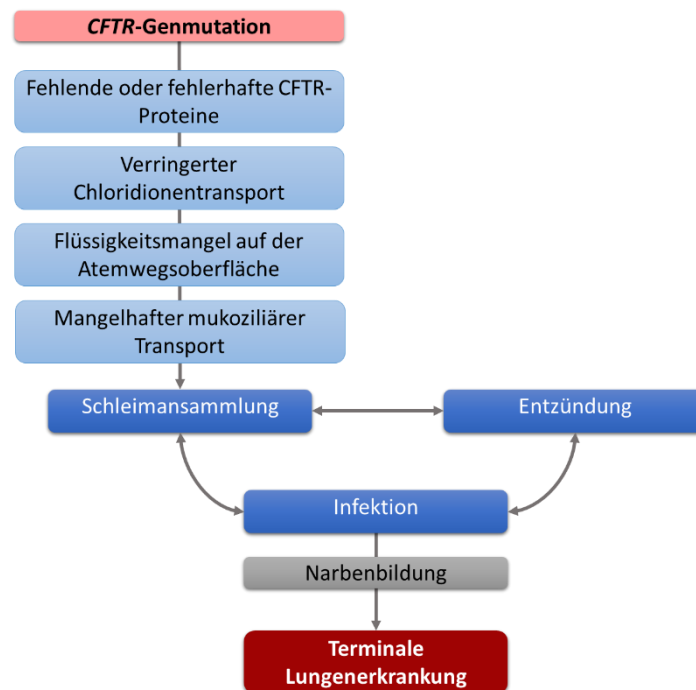 CFTR-Genmutation
Fehlende oder fehlerhafte CFTR-
Proteine
Verringerter
Chloridionentransport
Flüssigkeitsmangel auf der
Atemwegsoberfläche
Mangelhafter mukoziliärer
Transport
Schleimansammlung
Entzündung
Infektion
Narbenbildung
Terminale
Lungenerkrankung